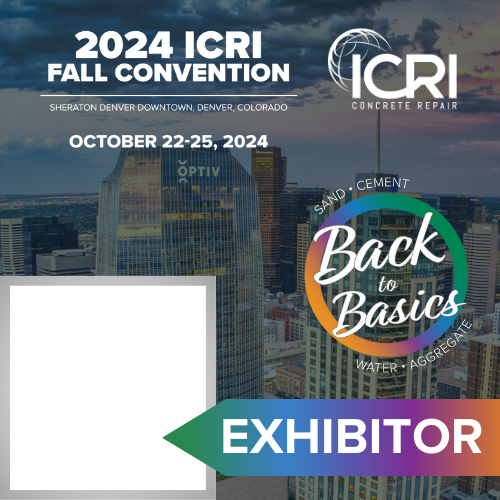 2024 ICRI
FALL CONVENTION
SHERATON DENVER DOWNTOWN, DENVER, COLORADO
OCTOBER 22-25, 2024
ICRI
CONCRETE REPAIR
OPTIV
SAND • CEMENT
Back
to
Basics
WATER • AGGREGATE
EXHIBITOR